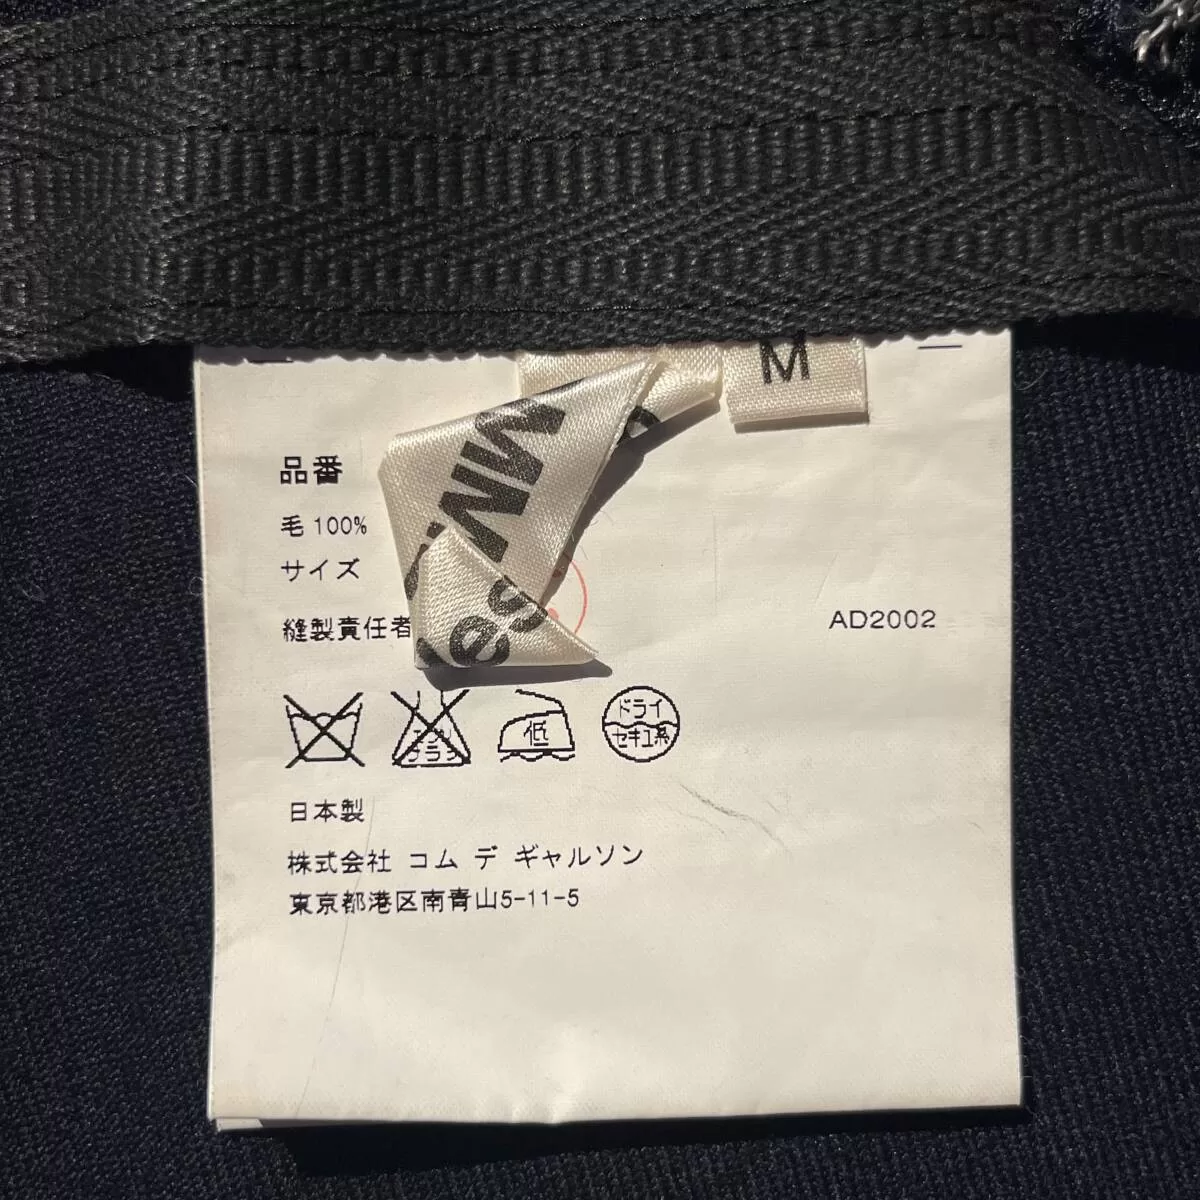 M
品番
毛 100%
サイズ
縫製責任者
AD2002
低
ドライ
セキユ系
日本製
株式会社 コム デ ギャルソン
東京都港区南青山5-11-5